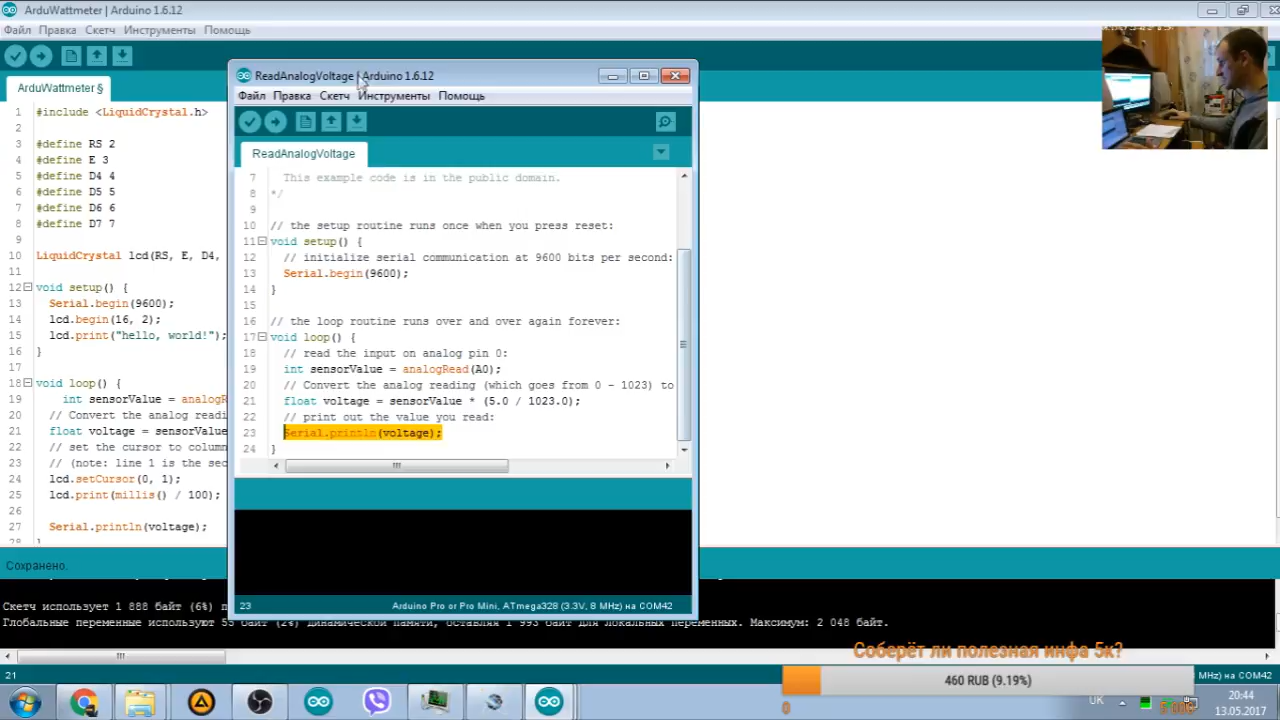 ArduWattmeter | Arduino 1.6.12
Файл Правка Скетч Инструменты Помощь
ArduWattmeter §
1 #include <LiquidCrystal.h>
2
3 #define RS 2
4 #define E 3
5 #define D4 4
6 #define D5 5
7 #define D6 6
8 #define D7 7
9
10 LiquidCrystal lcd(RS, E, D4,
11
12 void setup() {
13 Serial.begin(9600);
14 lcd.begin(16, 2);
15 lcd.print("hello, world!");
16 }
17
18 void loop() {
19 int sensorValue = analogR
20 // Convert the analog readi
21 float voltage = sensorValue
22 // set the cursor to column
23 // (note: line 1 is the sec
24 lcd.setCursor(0, 1);
25 lcd.print(millis() / 100);
26
27 Serial.println(voltage);
28 }
ReadAnalogVoltage | Arduino 1.6.12
Файл Правка Скетч Инструменты Помощь
ReadAnalogVoltage
7 This example code is in the public domain.
8 */
9
10 // the setup routine runs once when you press reset:
11 void setup() {
12 // initialize serial communication at 9600 bits per second:
13 Serial.begin(9600);
14 }
15
16 // the loop routine runs over and over again forever:
17 void loop() {
18 // read the input on analog pin 0:
19 int sensorValue = analogRead(A0);
20 // Convert the analog reading (which goes from 0 - 1023) to
21 float voltage = sensorValue * (5.0 / 1023.0);
22 // print out the value you read:
23 Serial.println(voltage);
24 }
23 Arduino Pro or Pro Mini, ATmega328 (3.3V, 8 MHz) на COM42
Сохранено.
Скетч использует 1 888 байт (6%) п
Глобальные переменные используют 55 байт (2%) динамической памяти, оставляя 1 993 байт для локальных переменных. Максимум: 2 048 байт.
Соберёт ли полезная инфа 5к?
21 MHz) на COM42
460 RUB (9.19%)
0
UK
20:44
13.05.2017